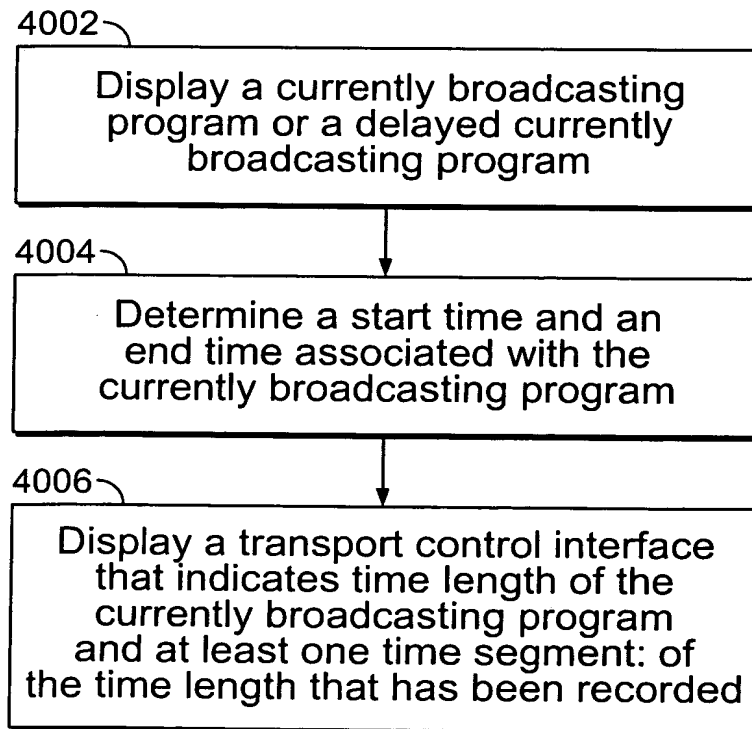 4002
Display a currently broadcasting
program or a delayed currently
broadcasting program
4004
Determine a start time and an
end time associated with the
currently broadcasting program
4006
Display a transport control interface
that indicates time length of the
currently broadcasting program
and at least one time segment: of
the time length that has been recorded